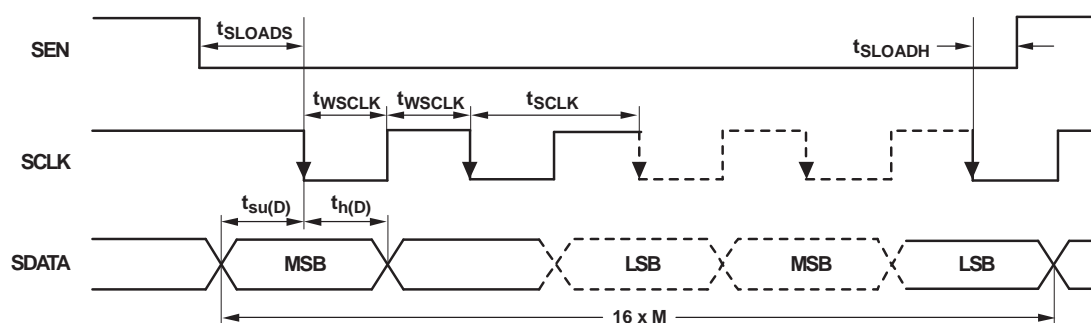 tSLOADS
SEN
tSLOADH
tWSCLK tWSCLK tSCLK
SCLK
tsu(D) th(D)
SDATA MSB LSB MSB LSB
16 x M